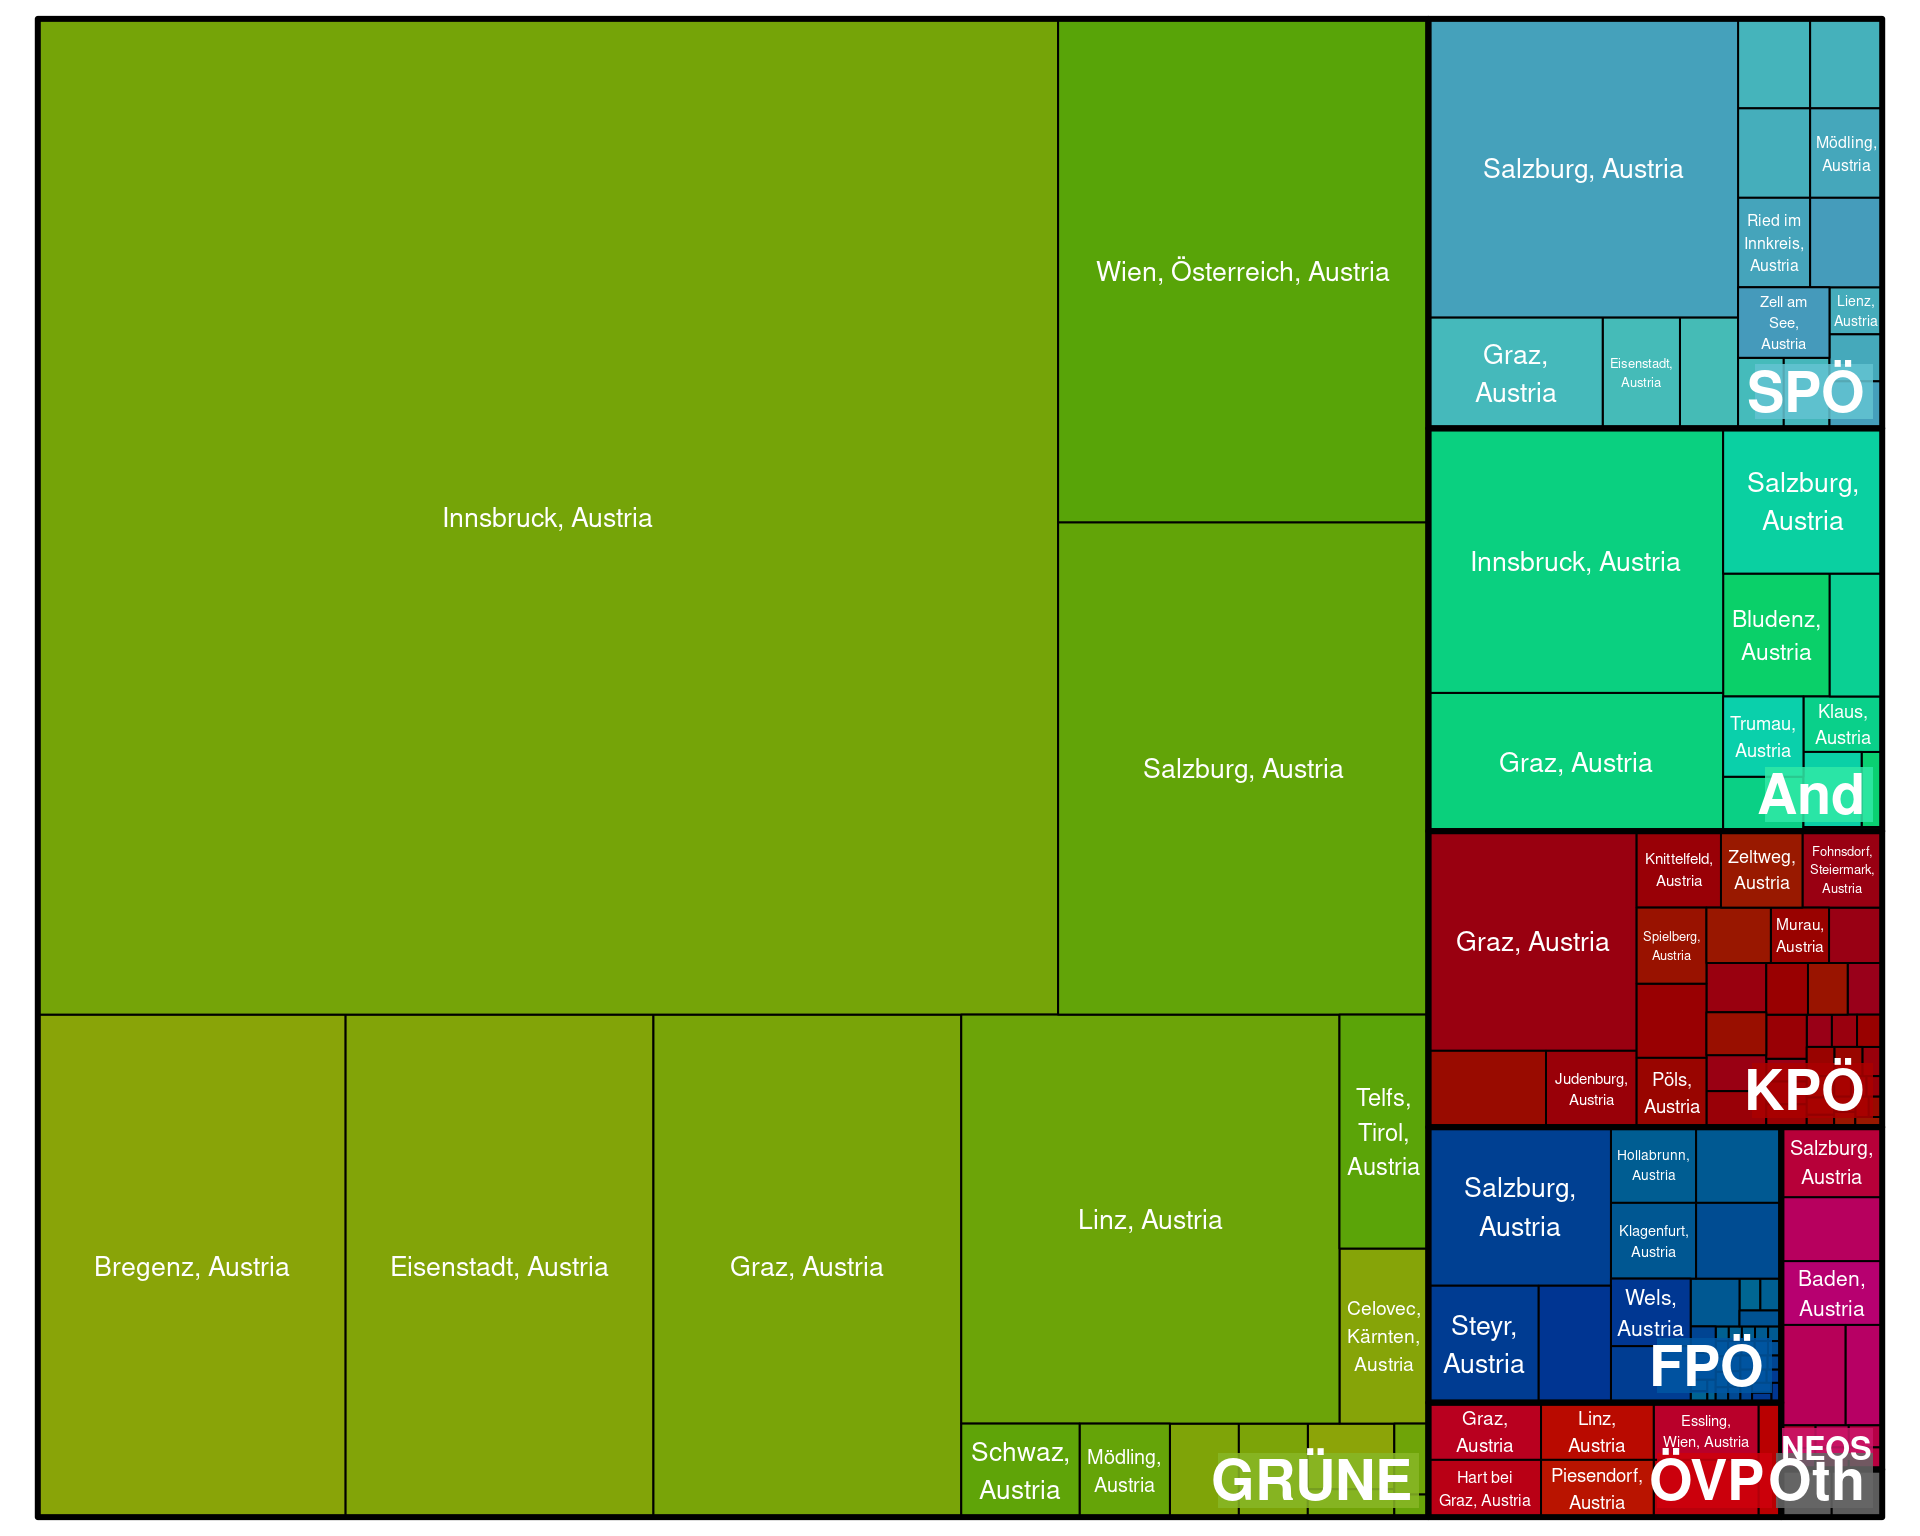 Innsbruck, Austria
Wien, Österreich, Austria
Salzburg, Austria
Bregenz, Austria
Eisenstadt, Austria
Graz, Austria
Linz, Austria
Telfs,
Tirol,
Austria
Celovec,
Kärnten,
Austria
Schwaz,
Austria
Mödling,
Austria
GRÜNE
Salzburg, Austria
Mödling,
Austria
Ried im
Innkreis,
Austria
Zell am
See,
Austria
Lienz,
Austria
Graz,
Austria
Eisenstadt,
Austria
SPÖ
Innsbruck, Austria
Salzburg,
Austria
Bludenz,
Austria
Trumau,
Austria
Klaus,
Austria
Graz, Austria
And
Graz, Austria
Knittelfeld,
Austria
Zeltweg,
Austria
Fohnsdorf,
Steiermark,
Austria
Spielberg,
Austria
Murau,
Austria
Judenburg,
Austria
Pöls,
Austria
KPÖ
Salzburg,
Austria
Hollabrunn,
Austria
Klagenfurt,
Austria
Steyr,
Austria
Wels,
Austria
FPÖ
Salzburg,
Austria
Baden,
Austria
NEOS
Graz,
Austria
Linz,
Austria
Essling,
Wien, Austria
Hart bei
Graz, Austria
Piesendorf,
Austria
ÖVP
Oth